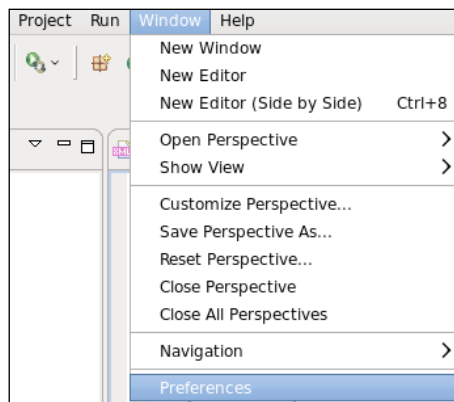 Project Run Window Help
New Window
New Editor
New Editor (Side by Side) Ctrl+8
Open Perspective
Show View
Customize Perspective...
Save Perspective As...
Reset Perspective...
Close Perspective
Close All Perspectives
Navigation
Preferences